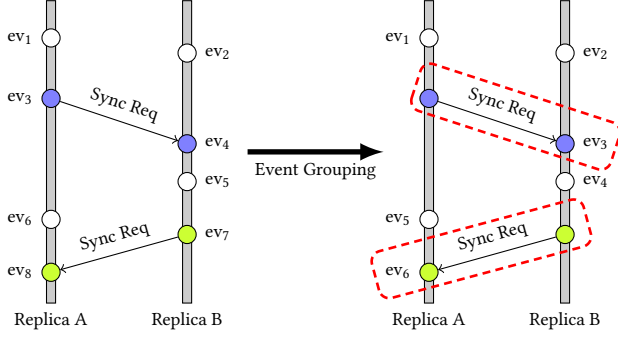 ev1
ev2
ev3
Sync Req
ev4
ev5
ev6
Sync Req
ev7
ev8
Replica A
Replica B
Event Grouping
ev1
ev2
Sync Req
ev3
ev4
ev5
Sync Req
ev6
Replica A
Replica B